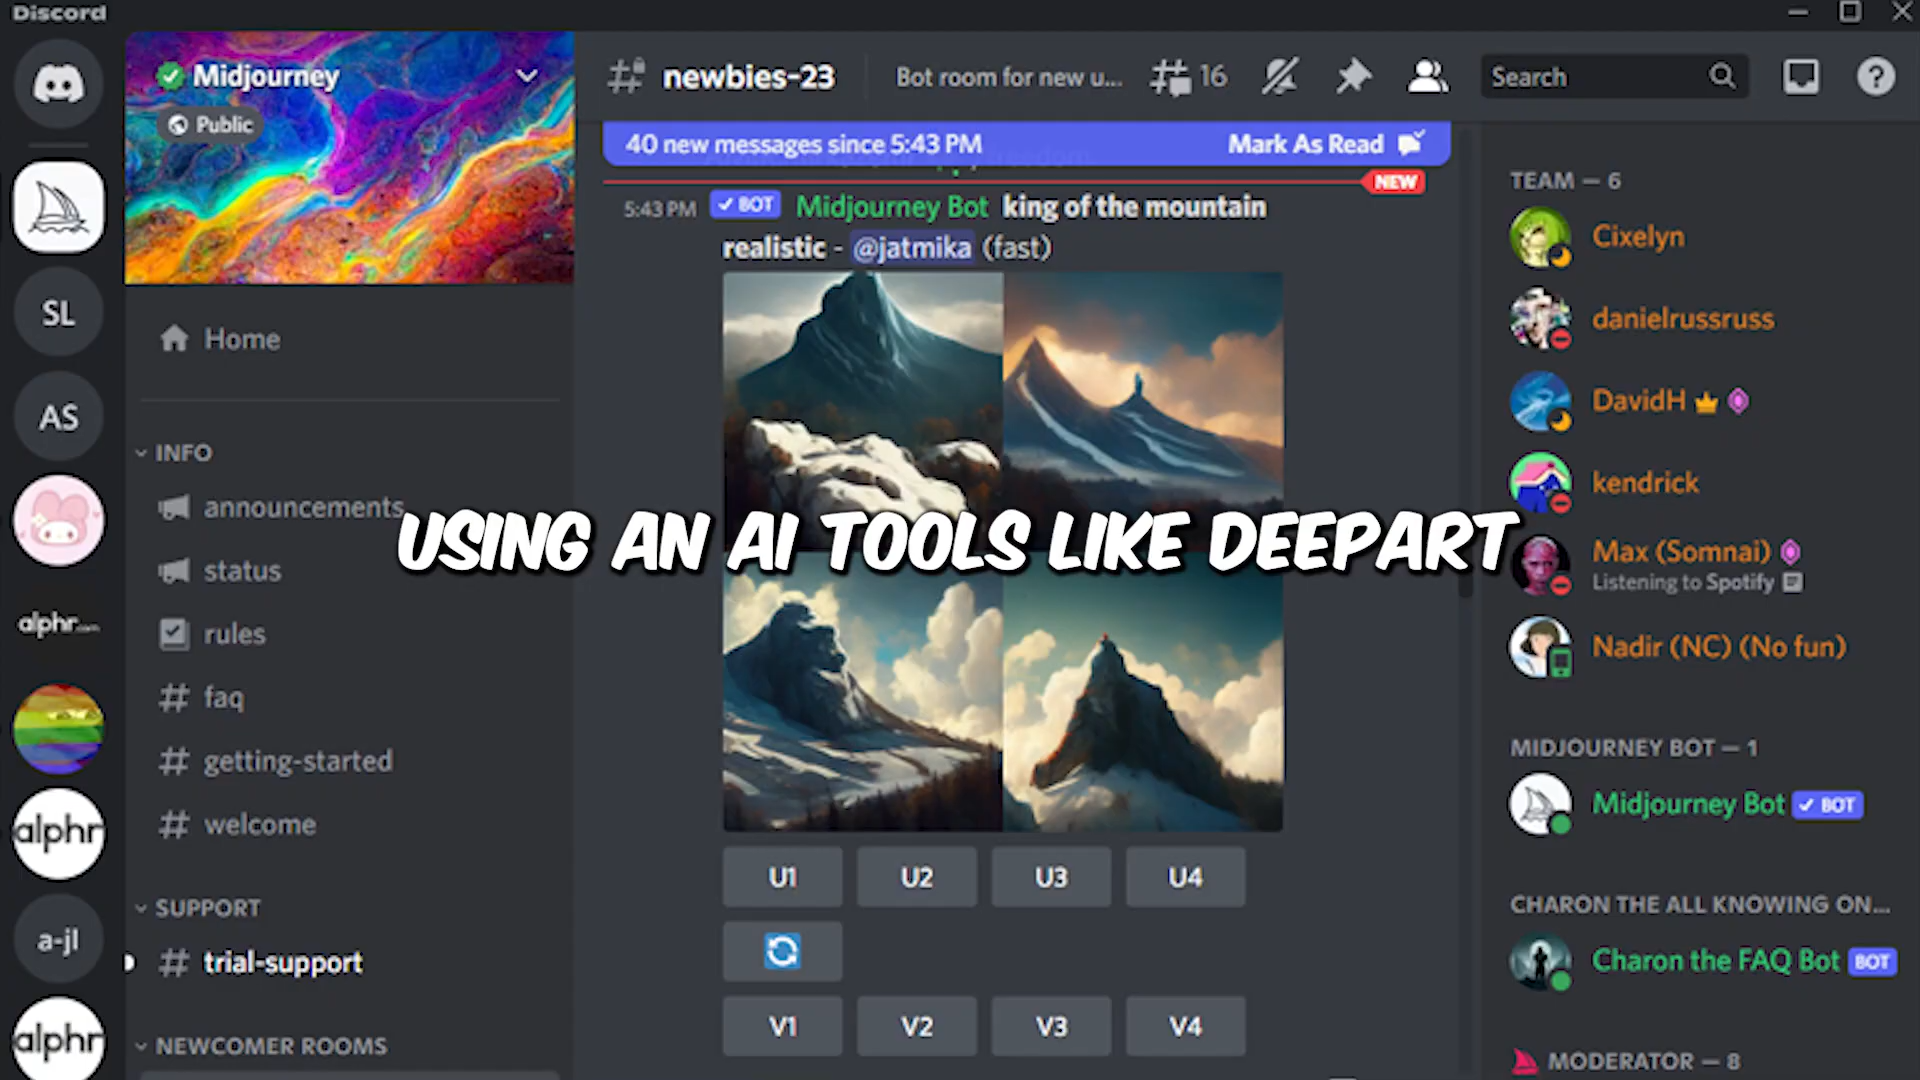 Discord
Midjourney
Public
SL
AS
alphr.com
alphr
a-jl
alphr
Home
INFO
announcements
status
rules
faq
getting-started
welcome
SUPPORT
trial-support
NEWCOMER ROOMS
newbies-23
Bot room for new u...
16
Search
40 new messages since 5:43 PM
Mark As Read
NEW
5:43 PM BOT Midjourney Bot king of the mountain
realistic - @jatmika (fast)
USING AN AI TOOLS LIKE DEEPART
U1 U2 U3 U4
V1 V2 V3 V4
TEAM — 6
Cixelyn
danielrussruss
DavidH
kendrick
Max (Somnai)
Listening to Spotify
Nadir (NC) (No fun)
MIDJOURNEY BOT — 1
Midjourney Bot BOT
CHARON THE ALL KNOWING ON...
Charon the FAQ Bot BOT
MODERATOR — 8